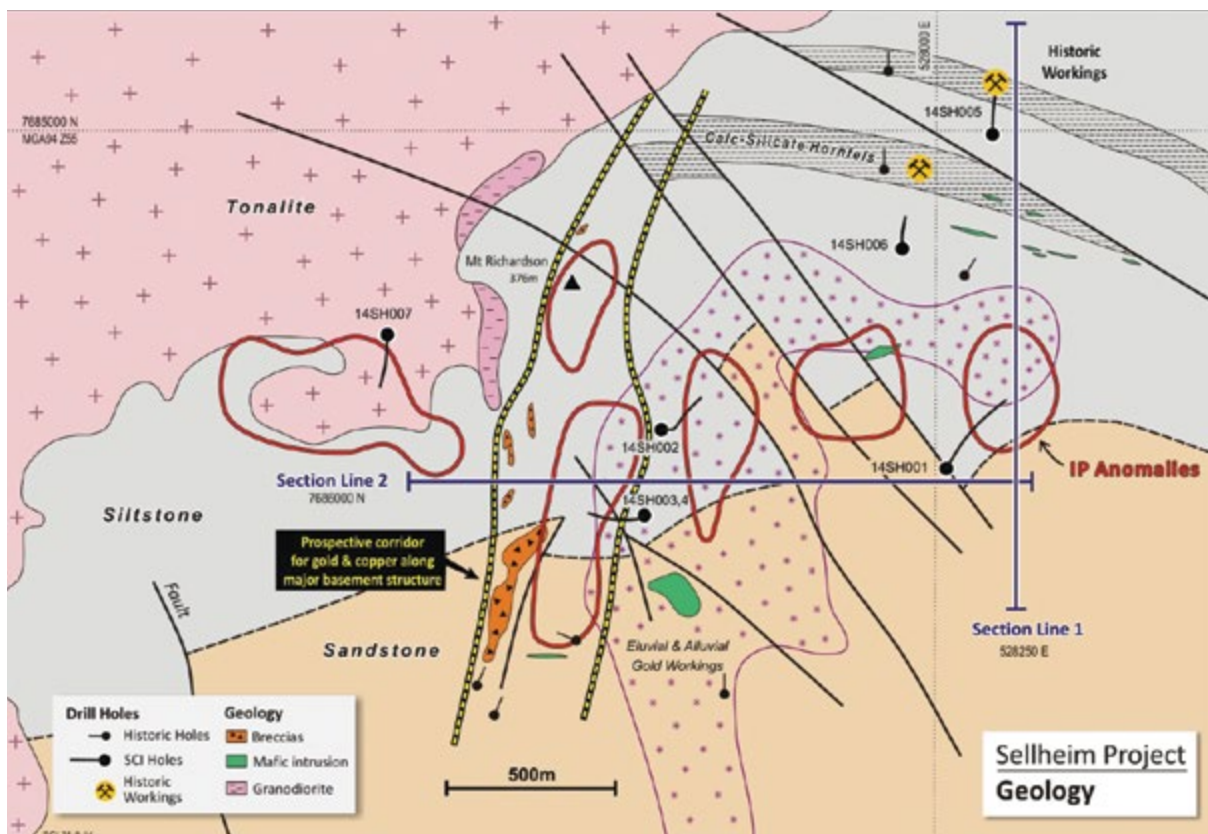 528000 E
Historic
Workings
14SH005
7685000 N
MGA94 Z55
Calc-Silicate Hornfels
Tonalite
14SH006
Mt Richardson
376m
14SH007
14SH002
14SH001
IP Anomalies
Section Line 2
7686000 N
14SH003,4
Siltstone
Prospective corridor
for gold & copper along
major basement structure
Fault
Section Line 1
528250 E
Sandstone
Eluvial & Alluvial
Gold Workings
Drill Holes
Historic Holes
SCI Holes
Historic
Workings
Geology
Breccias
Mafic intrusion
Granodiorite
500m
Sellheim Project
Geology